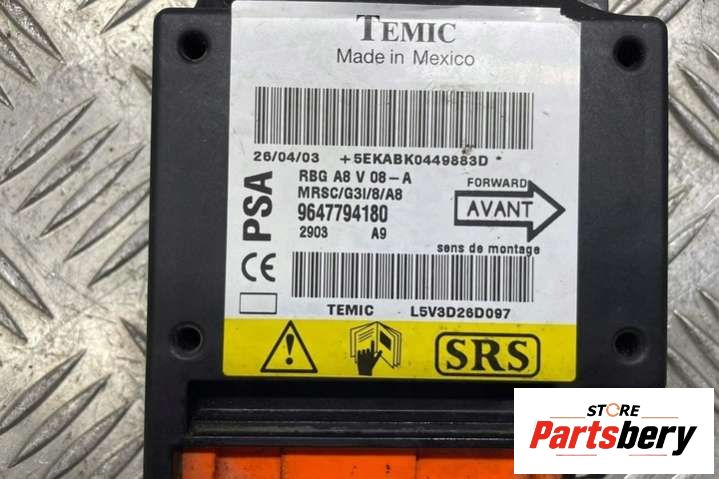 TEMIC
Made in Mexico
26/04/03 +5EKABK0449883D*
PSA
RBG A8 V 08-A
MRSC/G3I/8/A8
9647794180
2903 A9
FORWARD
AVANT
sens de montage
CE
TEMIC L5V3D26D097
SRS
STORE
Partsbery